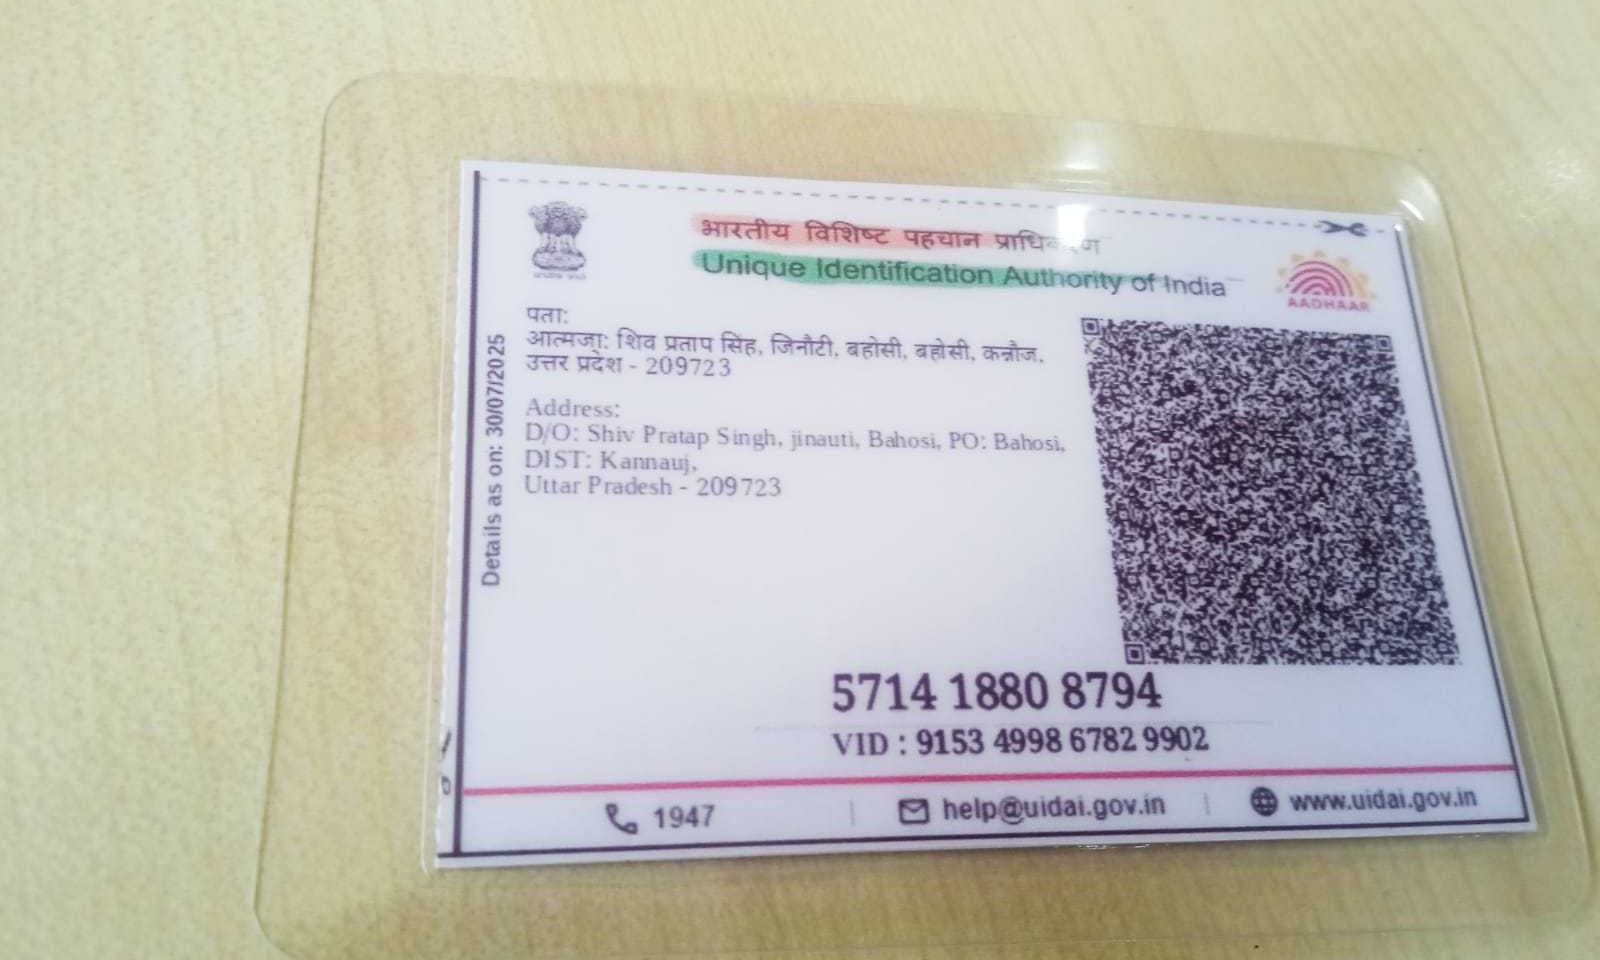 भारतीय विशिष्ट पहचान प्राधिकरण
Unique Identification Authority of India
AADHAAR
पता:
आत्मजा: शिव प्रताप सिंह, जिनौटी, बहोसी, बहोसी, कन्नौज,
उत्तर प्रदेश - 209723
Address:
D/O: Shiv Pratap Singh, jinauti, Bahosi, PO: Bahosi,
DIST: Kannauj,
Uttar Pradesh - 209723
Details as on: 30/07/2025
5714 1880 8794
VID : 9153 4998 6782 9902
1947
help@uidai.gov.in
www.uidai.gov.in